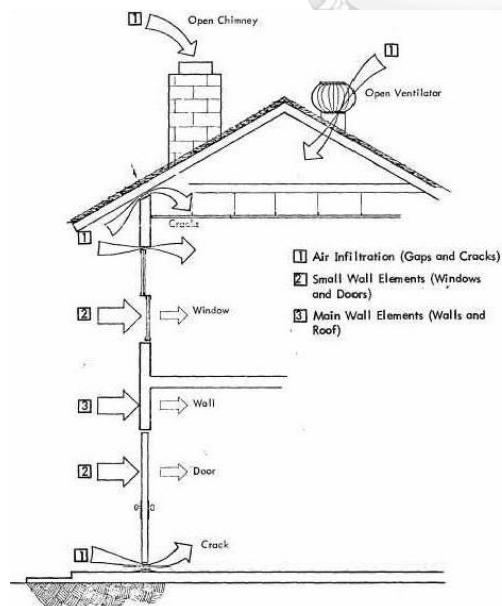 1 Open Chimney
1
Open Ventilator
Cracks
1
1 Air Infiltration (Gaps and Cracks)
2 Small Wall Elements (Windows
and Doors)
3 Main Wall Elements (Walls and
Roof)
2 Window
3 Wall
2 Door
1 Crack